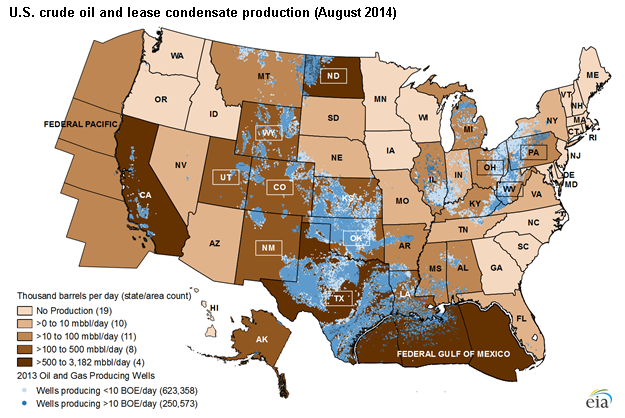 U.S. crude oil and lease condensate production (August 2014)
WA
MT
ND
MN
ME
VT
NH
OR
ID
SD
WI
MI
NY
MA
CT
RI
FEDERAL PACIFIC
WY
IA
PA
NJ
NE
OH
DE
MD
NV
UT
CO
IL
IN
WV
VA
CA
KS
MO
KY
NC
TN
AZ
NM
OK
AR
SC
MS
AL
GA
TX
LA
FL
HI
AK
FEDERAL GULF OF MEXICO
Thousand barrels per day (state/area count)
No Production (19)
>0 to 10 mbbl/day (10)
>10 to 100 mbbl/day (11)
>100 to 500 mbbl/day (8)
>500 to 3,182 mbbl/day (4)
2013 Oil and Gas Producing Wells
Wells producing <10 BOE/day (623,358)
Wells producing >10 BOE/day (250,573)
eia